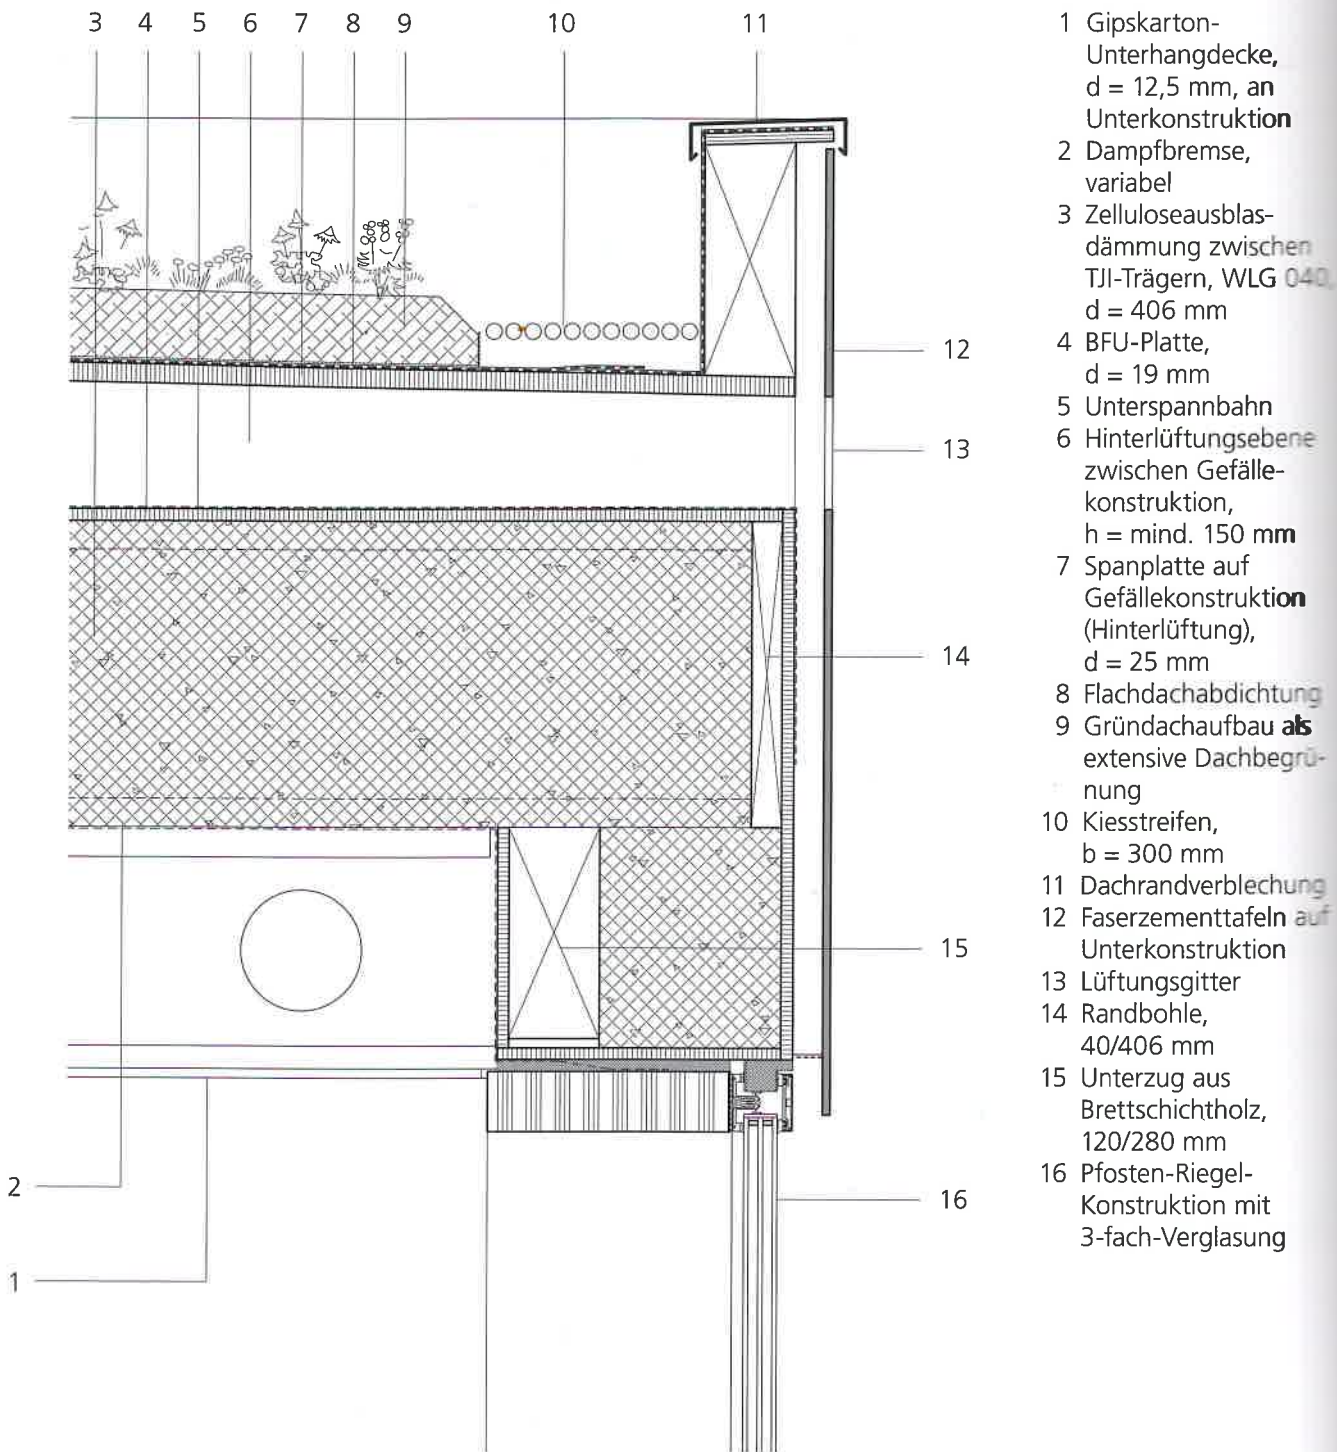 3 4 5 6 7 8 9 10 11
12
13
14
15
16
2
1
1 Gipskarton-
Unterhangdecke,
d = 12,5 mm, an
Unterkonstruktion
2 Dampfbremse,
variabel
3 Zelluloseausblas-
dämmung zwischen
TJI-Trägern, WLG 040,
d = 406 mm
4 BFU-Platte,
d = 19 mm
5 Unterspannbahn
6 Hinterlüftungsebene
zwischen Gefälle-
konstruktion,
h = mind. 150 mm
7 Spanplatte auf
Gefällekonstruktion
(Hinterlüftung),
d = 25 mm
8 Flachdachabdichtung
9 Gründachaufbau als
extensive Dachbegrü-
nung
10 Kiesstreifen,
b = 300 mm
11 Dachrandverblechung
12 Faserzementtafeln auf
Unterkonstruktion
13 Lüftungsgitter
14 Randbohle,
40/406 mm
15 Unterzug aus
Brettschichtholz,
120/280 mm
16 Pfosten-Riegel-
Konstruktion mit
3-fach-Verglasung